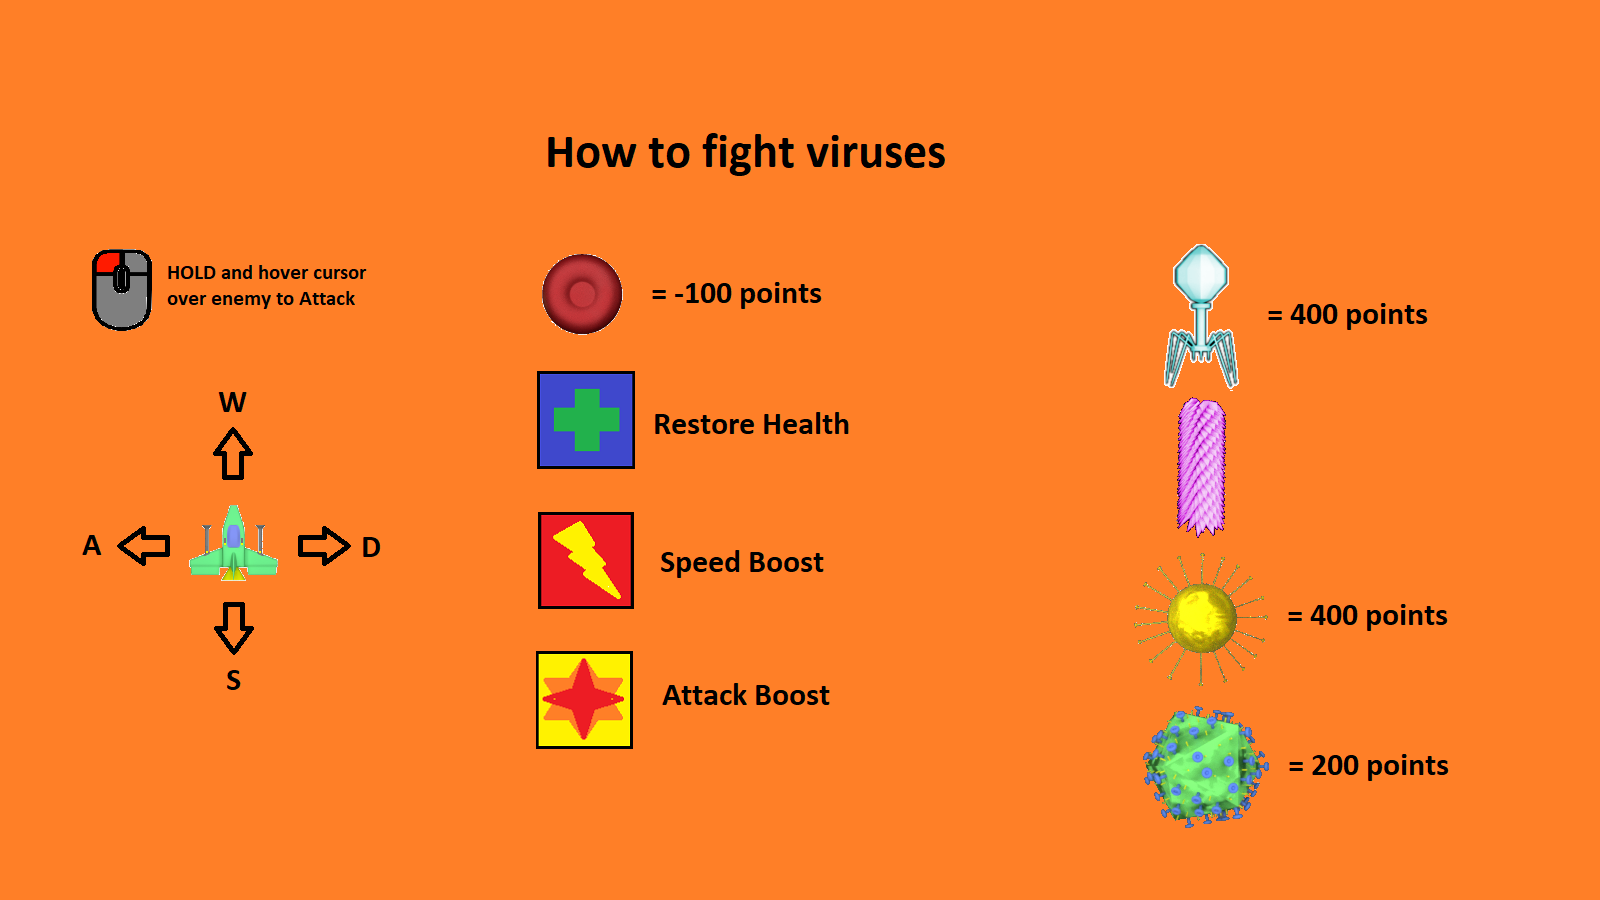 How to fight viruses
HOLD and hover cursor
over enemy to Attack
W
A
D
S
= -100 points
Restore Health
Speed Boost
Attack Boost
= 400 points
= 400 points
= 200 points